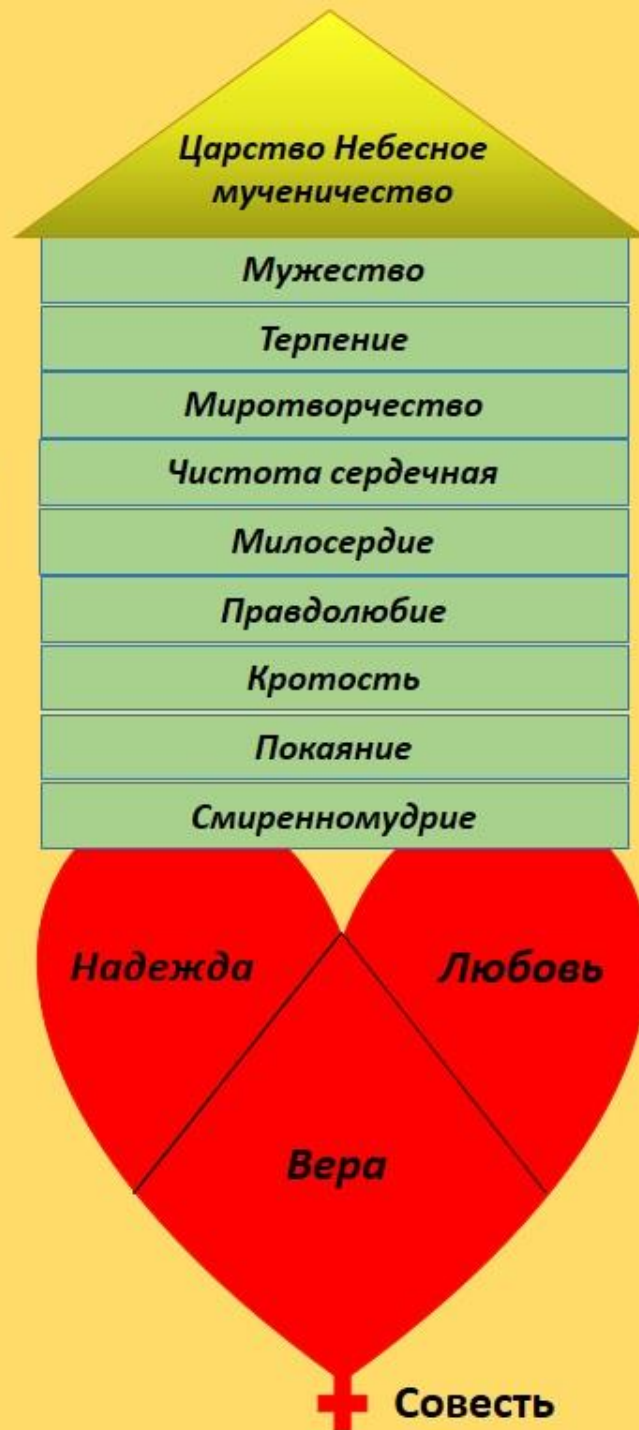 Царство Небесное
мученичество
Мужество
Терпение
Миротворчество
Чистота сердечная
Милосердие
Правдолюбие
Кротость
Покаяние
Смиренномудрие
Надежда
Любовь
Вера
Совесть